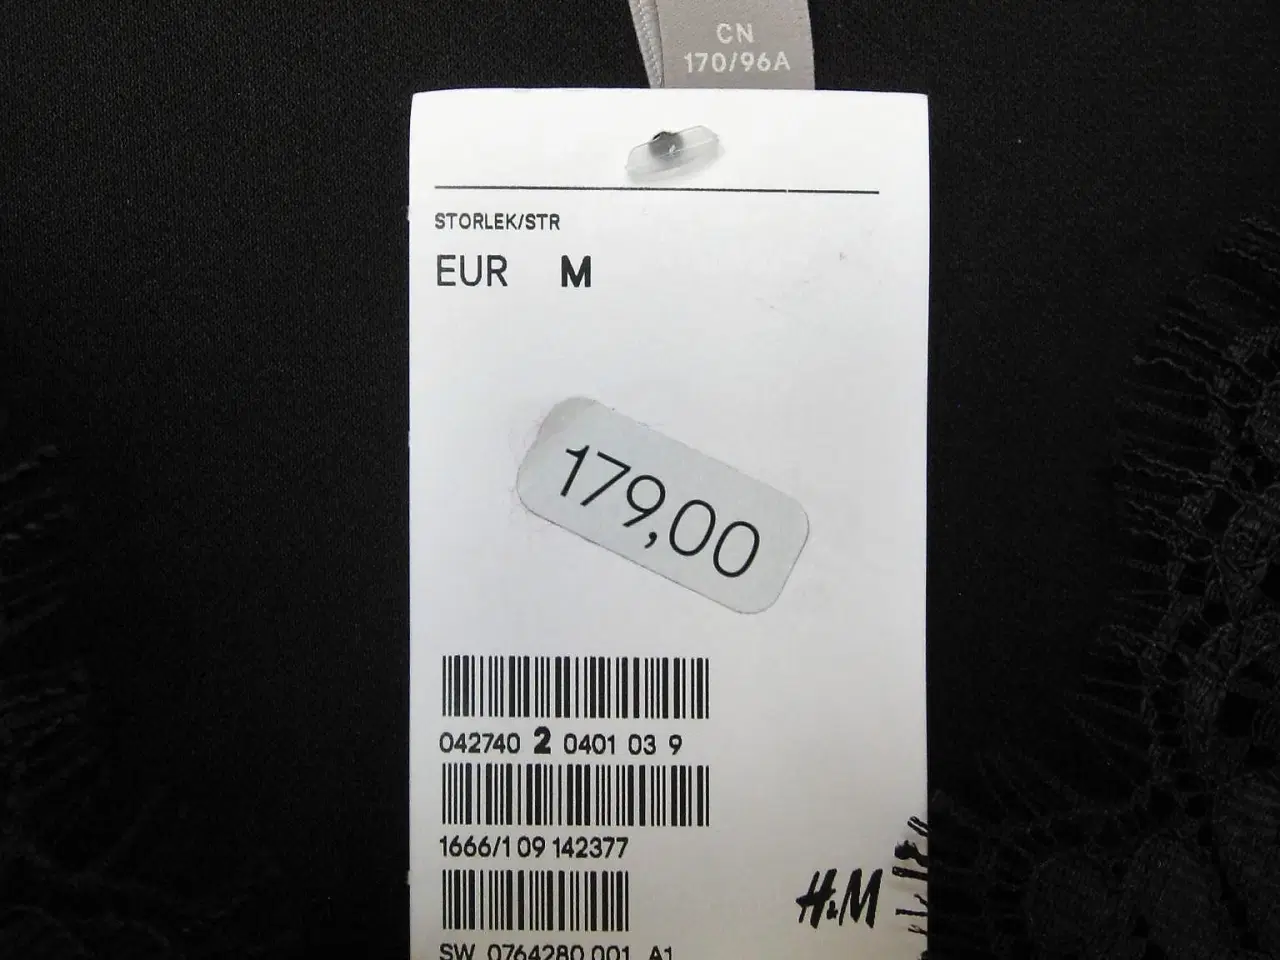 CN
170/96A
STORLEK/STR
EUR M
179,00
042740 2 0401 03 9
1666/1 09 142377
H&M
SW 0764280 001 A1